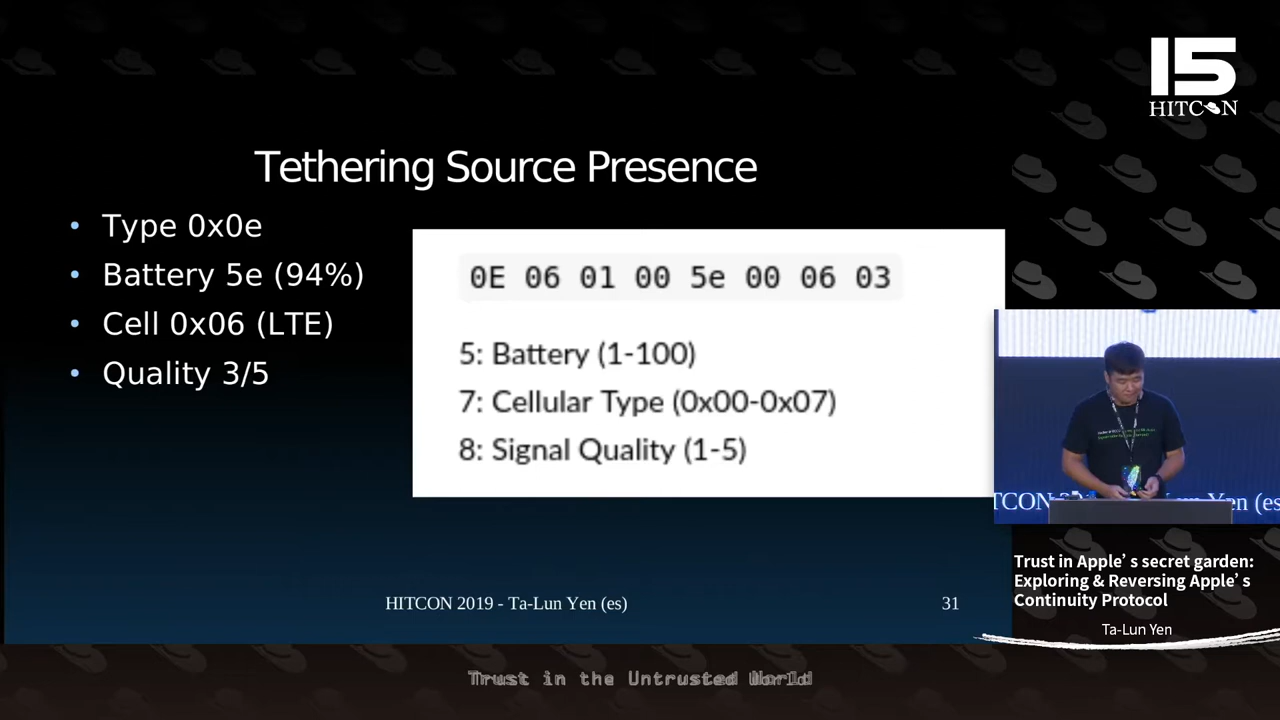 15
HITCON
Tethering Source Presence
• Type 0x0e
• Battery 5e (94%)
• Cell 0x06 (LTE)
• Quality 3/5
0E 06 01 00 5e 00 06 03
5: Battery (1-100)
7: Cellular Type (0x00-0x07)
8: Signal Quality (1-5)
HITCON 2019 - Ta-Lun Yen (es)
31
Yen (es
Trust in Apple’s secret garden:
Exploring & Reversing Apple’s
Continuity Protocol
Ta-Lun Yen
Trust in the Untrusted World